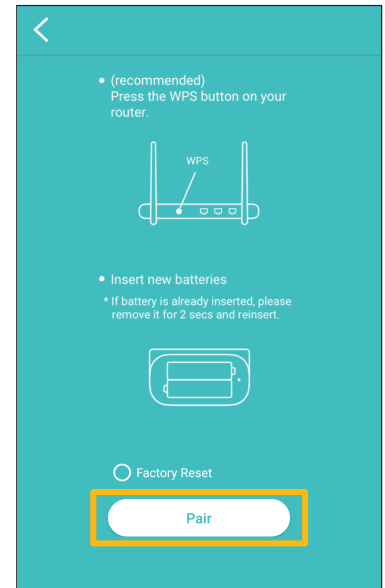 (recommended)
Press the WPS button on your
router.
WPS
Insert new batteries
* If battery is already inserted, please
remove it for 2 secs and reinsert.
Factory Reset
Pair